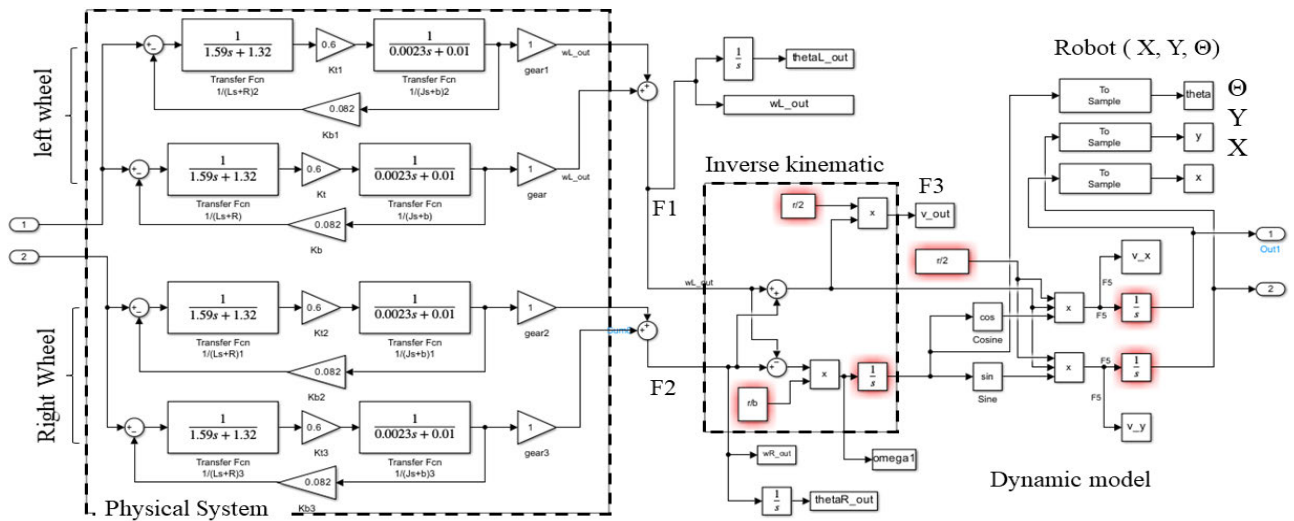 1
1.59s + 1.32
Transfer Fcn
1/(Ls+R)2
0.6
Kt1
1
0.0023s + 0.01
Transfer Fcn
1/(Js+b)2
1
gear1
wL_out
0.082
Kb1
left wheel
1
1.59s + 1.32
Transfer Fcn
1/(Ls+R)
0.6
Kt
1
0.0023s + 0.01
Transfer Fcn
1/(Js+b)
1
gear
wL_out
0.082
Kb
1
2
1
1.59s + 1.32
Transfer Fcn
1/(Ls+R)1
0.6
Kt2
1
0.0023s + 0.01
Transfer Fcn
1/(Js+b)1
1
gear2
0.082
Kb2
Right Wheel
1
1.59s + 1.32
Transfer Fcn
1/(Ls+R)3
0.6
Kt3
1
0.0023s + 0.01
Transfer Fcn
1/(Js+b)3
1
gear3
0.082
Kb3
Physical System
1
s
thetaL_out
wL_out
F1
F2
wL_out
Inverse kinematic
r/2
x
F3
v_out
r/b
x
1
s
omega1
wR_out
1
s
thetaR_out
Robot ( X, Y, Θ)
To
Sample
theta
Θ
To
Sample
y
Y
To
Sample
x
X
r/2
cos
Cosine
sin
Sine
x
F5
v_x
F5
1
s
x
F5
F5
1
s
v_y
1
Out1
2
Dynamic model